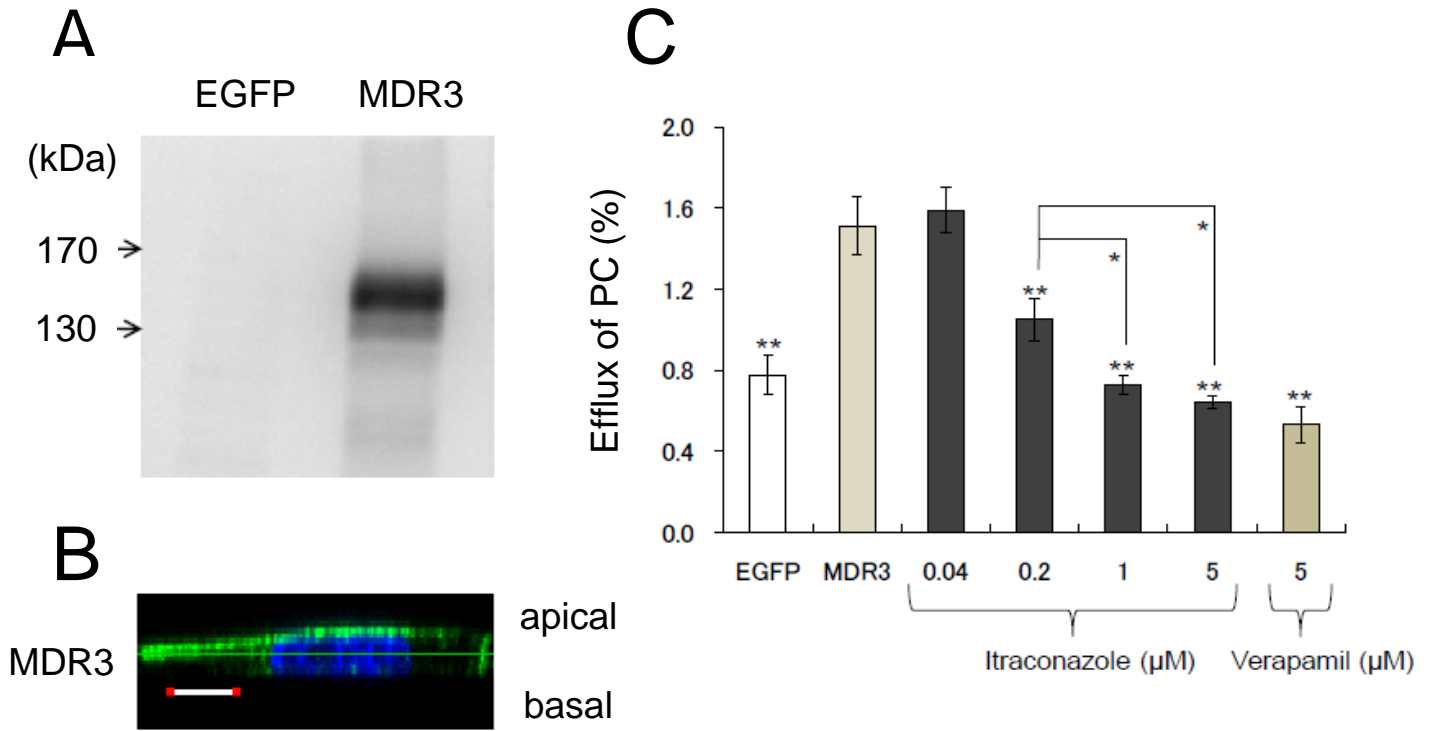 A
EGFP MDR3
(kDa)
170
130
B
MDR3
apical
basal
C
Efflux of PC (%)
2.0
1.6
1.2
0.8
0.4
0.0
** ** ** ** **
* *
EGFP MDR3 0.04 0.2 1 5 5
Itraconazole (µM) Verapamil (µM)